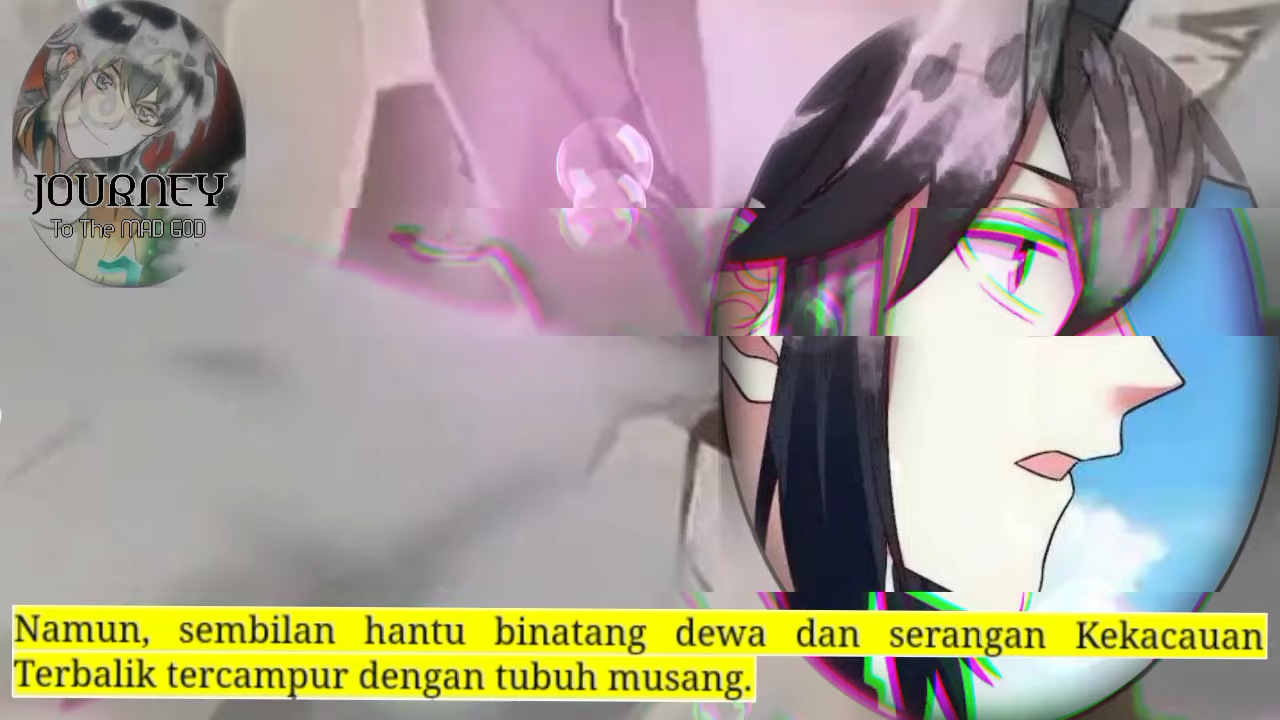 JOURNEY
To The MAD GOD
Namun, sembilan hantu binatang dewa dan serangan Kekacauan
Terbalik tercampur dengan tubuh musang.